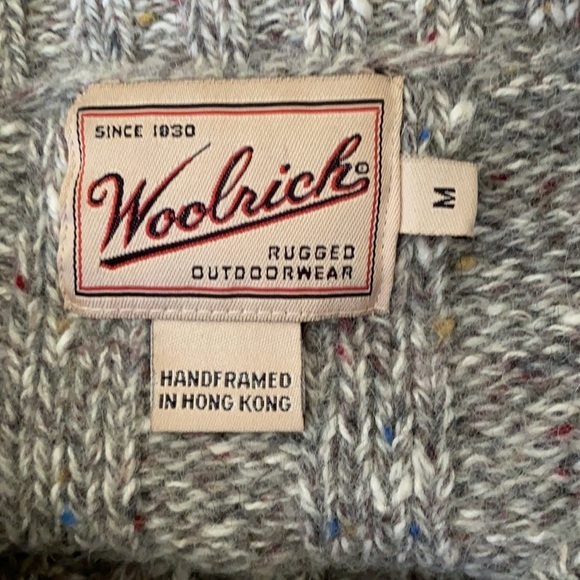 SINCE 1830
Woolrich®
RUGGED
OUTDOORWEAR
M
HANDFRAMED
IN HONG KONG